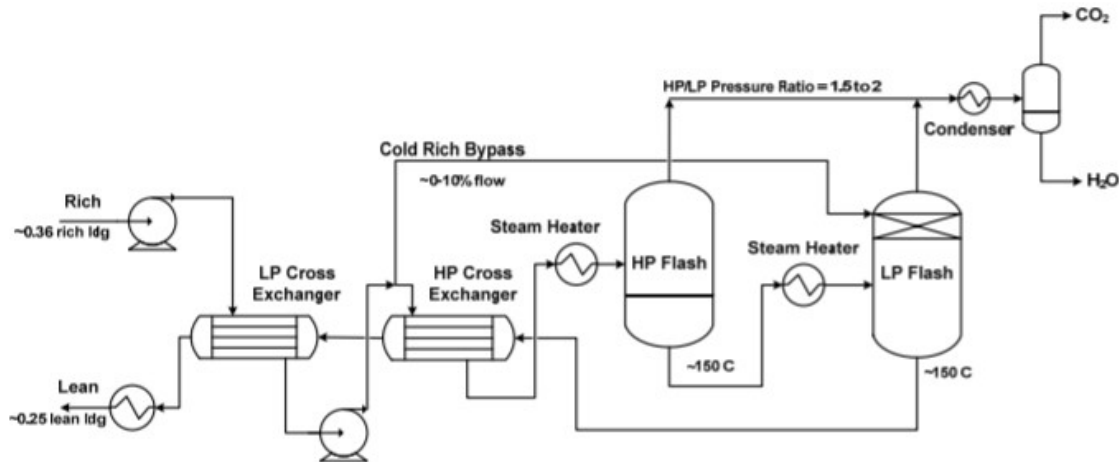 CO₂
HP/LP Pressure Ratio = 1.5 to 2
Condenser
Cold Rich Bypass
~0-10% flow
H₂O
Rich
~0.36 rich ldg
Steam Heater
HP Flash
Steam Heater
LP Flash
LP Cross
Exchanger
HP Cross
Exchanger
~150 C
~150 C
Lean
~0.25 lean ldg